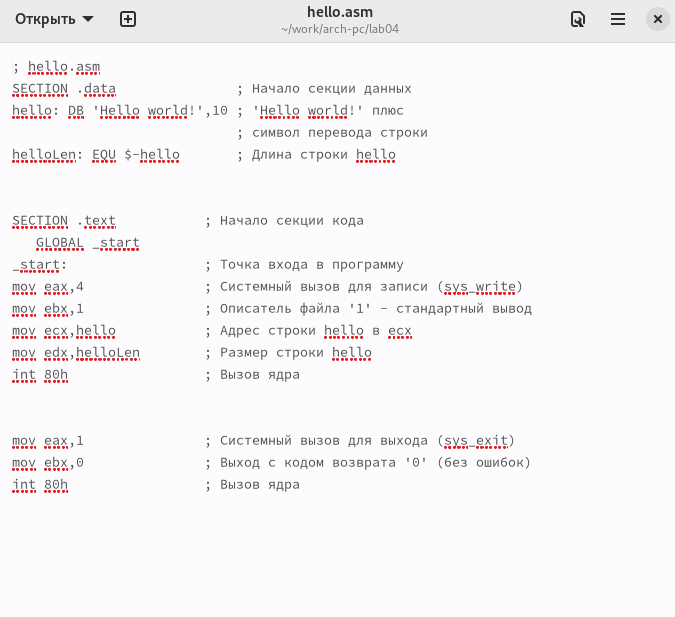 Открыть
hello.asm
~/work/arch-pc/lab04
; hello.asm
SECTION .data ; Начало секции данных
hello: DB 'Hello world!',10 ; 'Hello world!' плюс
; символ перевода строки
helloLen: EQU $-hello ; Длина строки hello
SECTION .text ; Начало секции кода
GLOBAL _start
_start: ; Точка входа в программу
mov eax,4 ; Системный вызов для записи (sys_write)
mov ebx,1 ; Описатель файла '1' - стандартный вывод
mov ecx,hello ; Адрес строки hello в ecx
mov edx,helloLen ; Размер строки hello
int 80h ; Вызов ядра
mov eax,1 ; Системный вызов для выхода (sys_exit)
mov ebx,0 ; Выход с кодом возврата '0' (без ошибок)
int 80h ; Вызов ядра